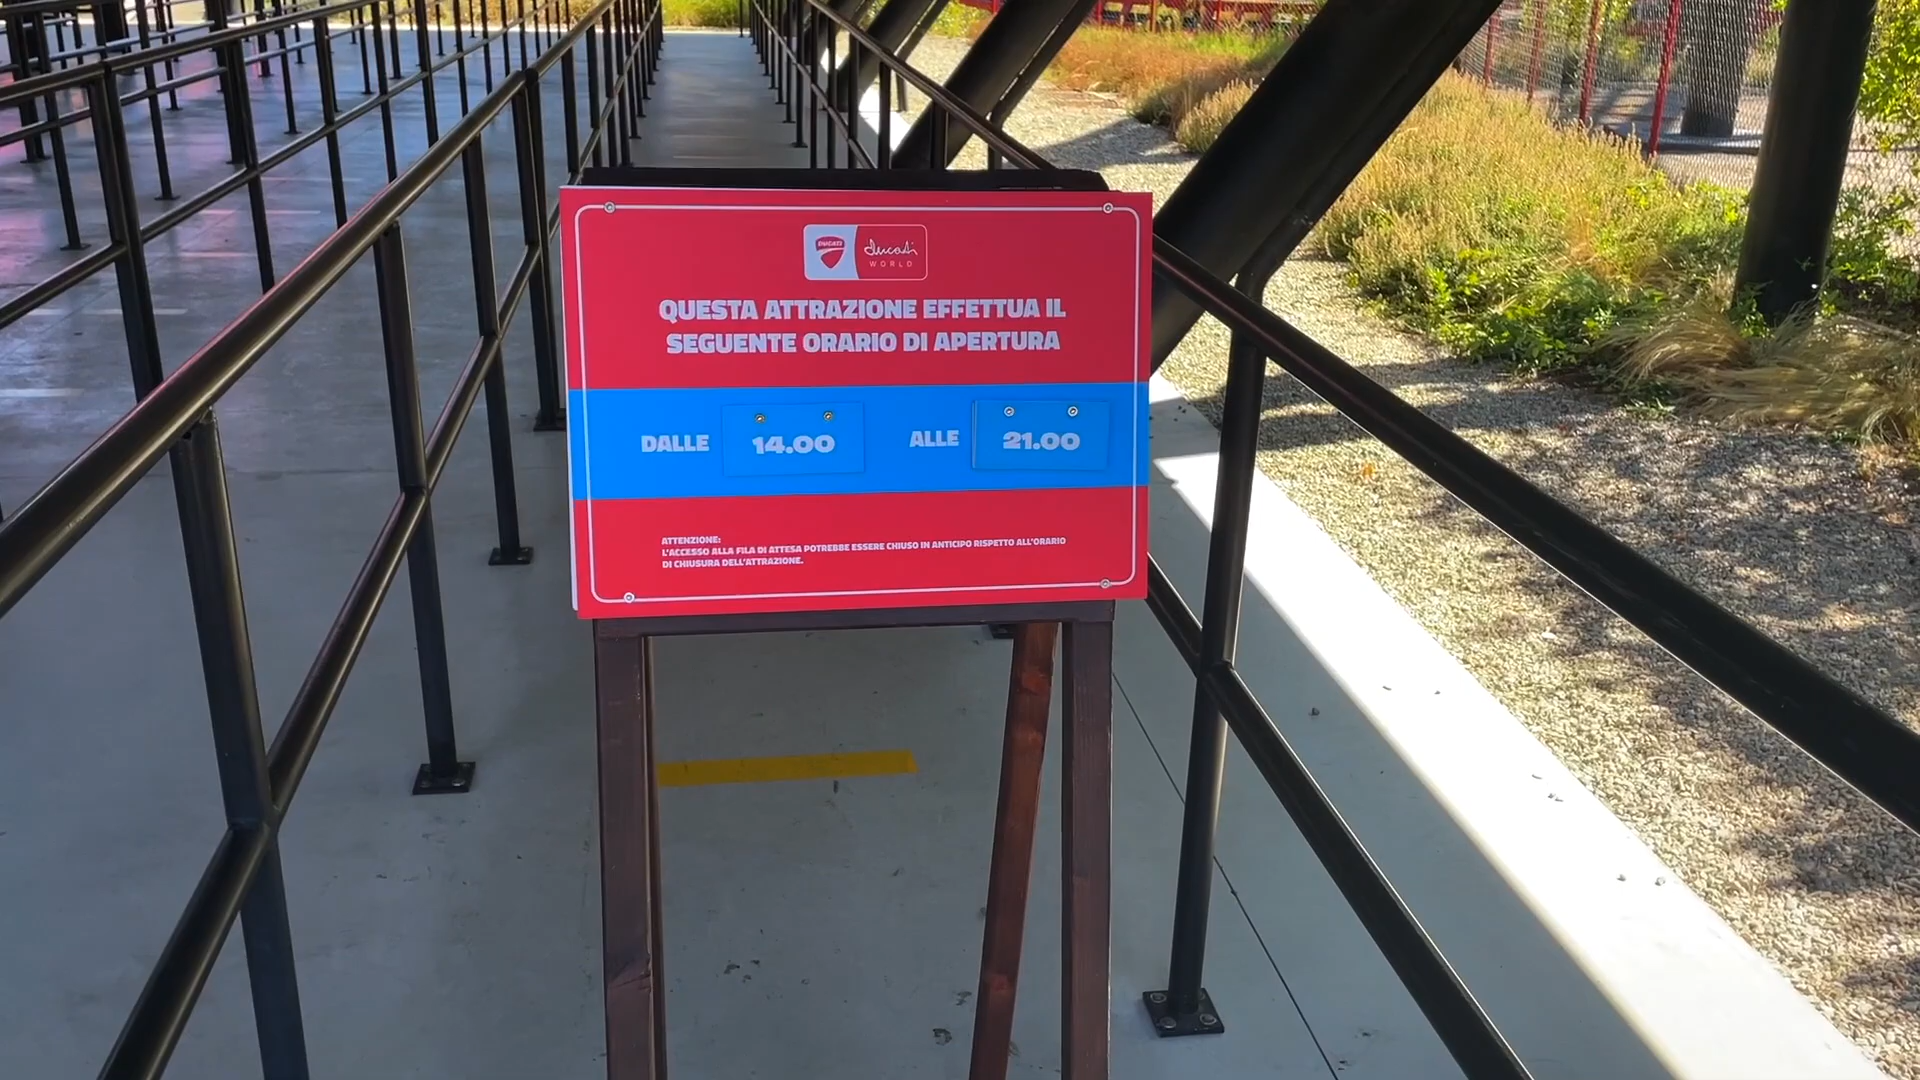 DUCATI
ducati
WORLD
QUESTA ATTRAZIONE EFFETTUA IL
SEGUENTE ORARIO DI APERTURA
DALLE 14.00 ALLE 21.00
ATTENZIONE:
L'ACCESSO ALLA FILA DI ATTESA POTREBBE ESSERE CHIUSO IN ANTICIPO RISPETTO ALL'ORARIO
DI CHIUSURA DELL'ATTRAZIONE.